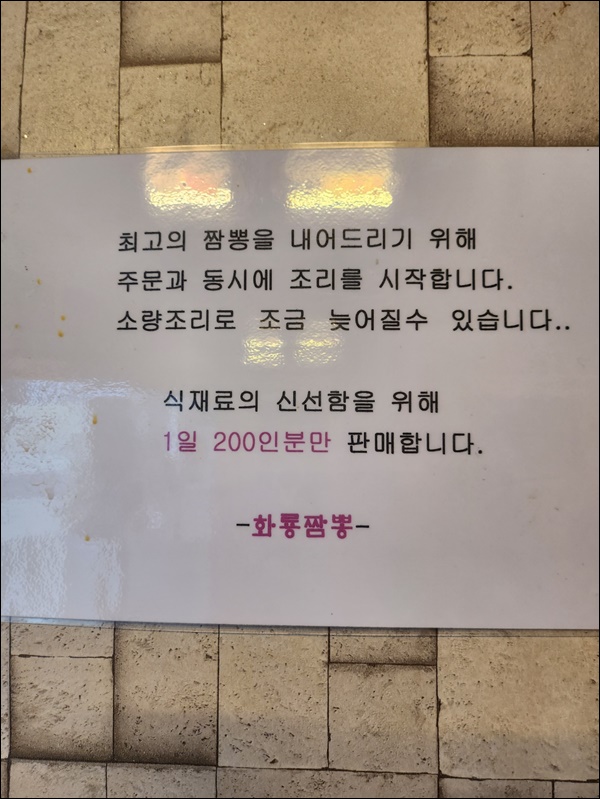 최고의 짬뽕을 내어드리기 위해
주문과 동시에 조리를 시작합니다.
소량조리로 조금 늦어질수 있습니다..
식재료의 신선함을 위해
1일 200인분만 판매합니다.
-화룡짬뽕-